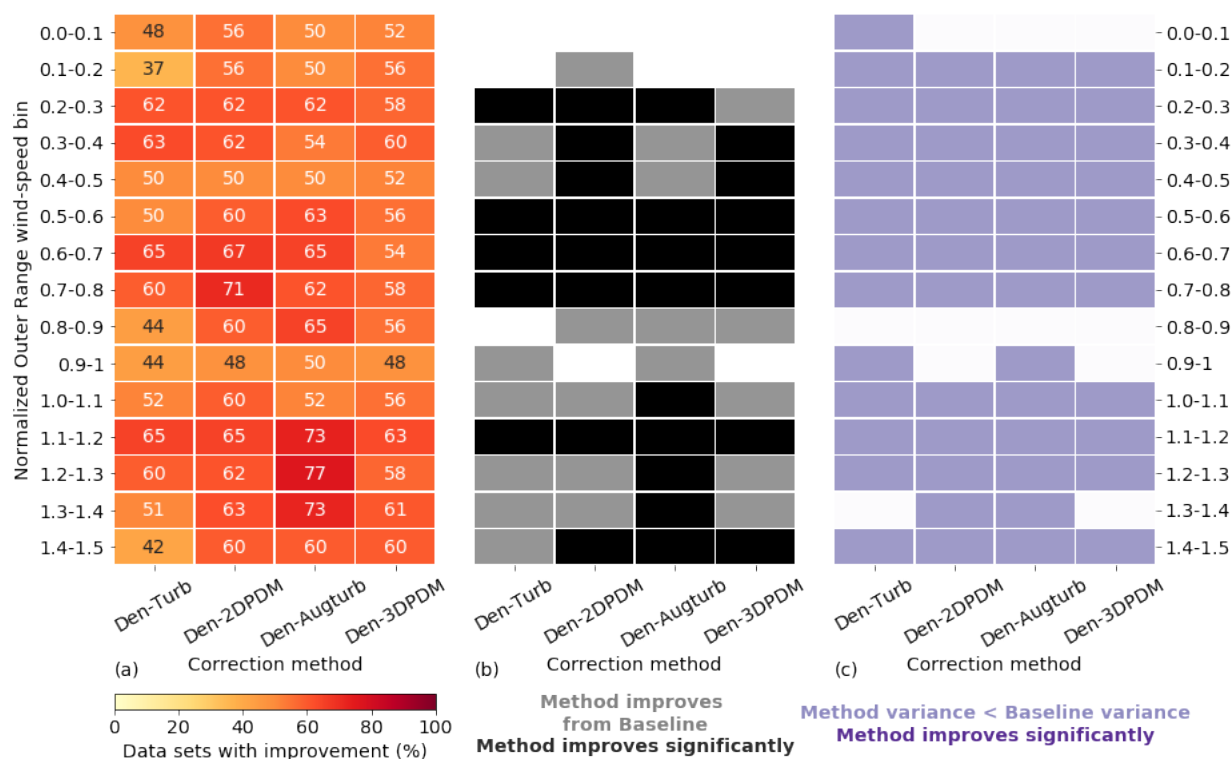 Normalized Outer Range wind-speed bin
0.0-0.1 48 56 50 52 0.0-0.1
0.1-0.2 37 56 50 56 0.1-0.2
0.2-0.3 62 62 62 58 0.2-0.3
0.3-0.4 63 62 54 60 0.3-0.4
0.4-0.5 50 50 50 52 0.4-0.5
0.5-0.6 50 60 63 56 0.5-0.6
0.6-0.7 65 67 65 54 0.6-0.7
0.7-0.8 60 71 62 58 0.7-0.8
0.8-0.9 44 60 65 56 0.8-0.9
0.9-1 44 48 50 48 0.9-1
1.0-1.1 52 60 52 56 1.0-1.1
1.1-1.2 65 65 73 63 1.1-1.2
1.2-1.3 60 62 77 58 1.2-1.3
1.3-1.4 51 63 73 61 1.3-1.4
1.4-1.5 42 60 60 60 1.4-1.5
Den-Turb Den-2DPDM Den-Augturb Den-3DPDM Den-Turb Den-2DPDM Den-Augturb Den-3DPDM Den-Turb Den-2DPDM Den-Augturb Den-3DPDM
(a) Correction method (b) Correction method (c) Correction method
0 20 40 60 80 100
Data sets with improvement (%)
Method improves
from Baseline
Method improves significantly
Method variance < Baseline variance
Method improves significantly